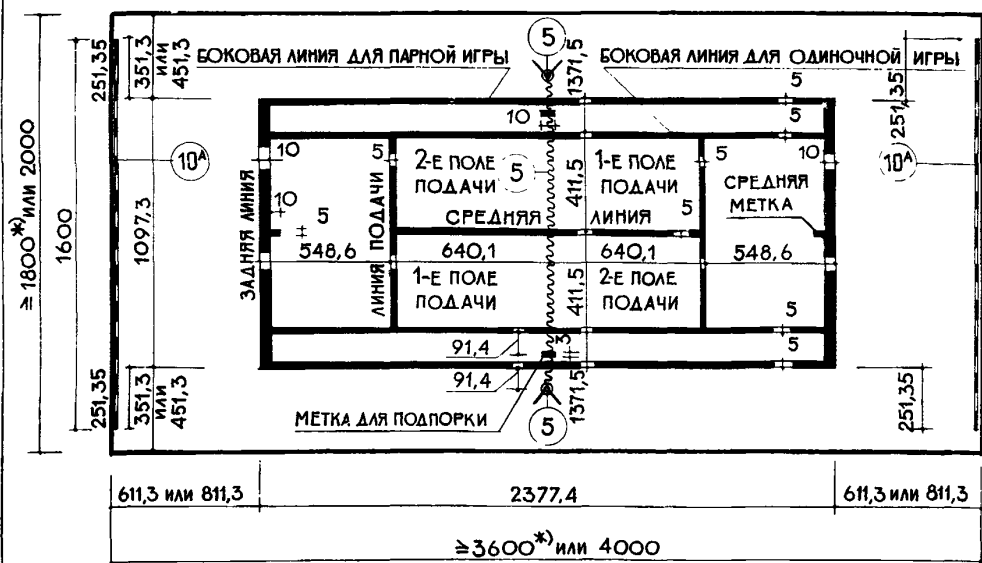 ≥1800*) или 2000
1600
251,35
351,3
или
451,3
1097,3
251,35
351,3
или
451,3
БОКОВАЯ ЛИНИЯ ДЛЯ ПАРНОЙ ИГРЫ
5
1371,5
БОКОВАЯ ЛИНИЯ ДЛЯ ОДИНОЧНОЙ ИГРЫ
5
251,35
10
5
10А
10
5
2-Е ПОЛЕ
ПОДАЧИ
5
411,5
1-Е ПОЛЕ
ПОДАЧИ
5
10
10А
СРЕДНЯЯ
МЕТКА
10
5
СРЕДНЯЯ ЛИНИЯ
5
ЗАДНЯЯ ЛИНИЯ
ЛИНИЯ ПОДАЧИ
548,6
640,1
640,1
548,6
1-Е ПОЛЕ
ПОДАЧИ
411,5
2-Е ПОЛЕ
ПОДАЧИ
5
91,4
3
5
91,4
1371,5
251,35
МЕТКА ДЛЯ ПОДПОРКИ
5
611,3 или 811,3
2377,4
611,3 или 811,3
≥3600*) или 4000